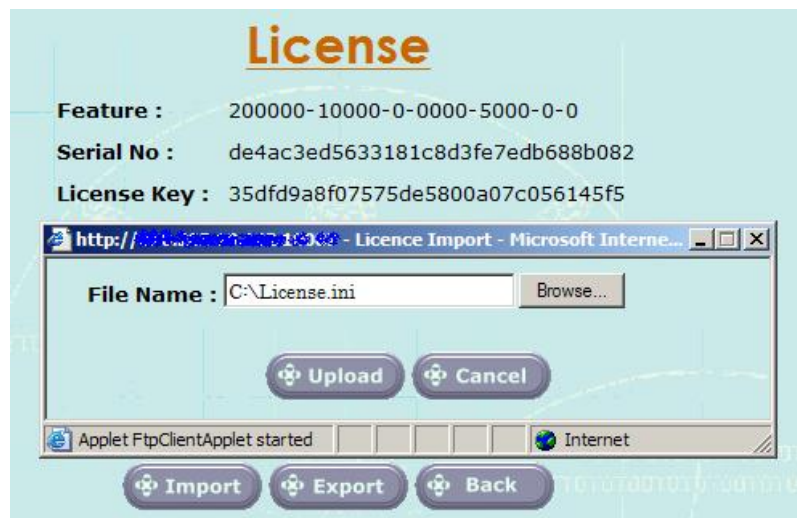 License
Feature : 200000-10000-0-0000-5000-0-0
Serial No : de4ac3ed5633181c8d3fe7edb688b082
License Key : 35dfd9a8f07575de5800a07c056145f5
http:// - Licence Import - Microsoft Interne...
File Name : C:\License.ini Browse...
Upload Cancel
Applet FtpClientApplet started Internet
Import Export Back